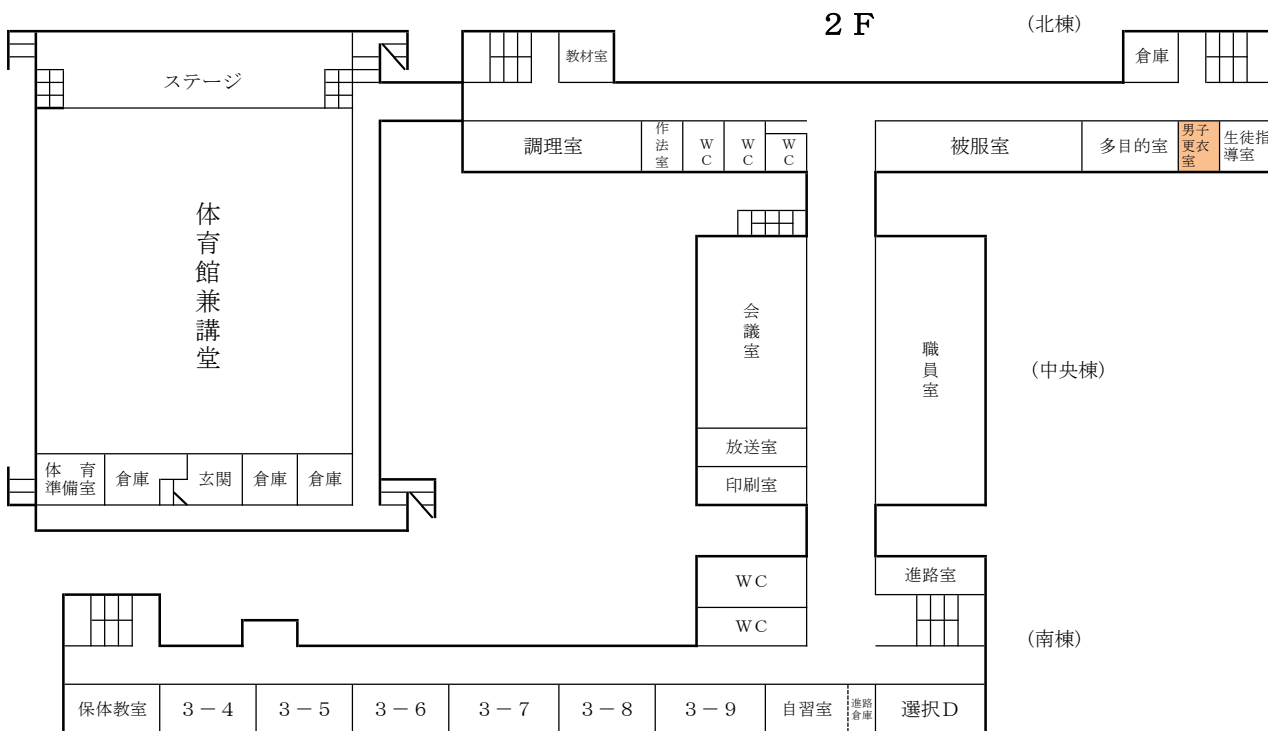 2 F
(北棟)
教材室
倉庫
ステージ
調理室
作法室
WC
WC
WC
被服室
多目的室
男子
更衣
室
生徒指
導室
体育館兼講堂
会議室
職員室
(中央棟)
放送室
印刷室
体 育
準備室
倉庫
玄関
倉庫
倉庫
WC
進路室
WC
(南棟)
保体教室
3－4
3－5
3－6
3－7
3－8
3－9
自習室
進路
倉庫
選択D